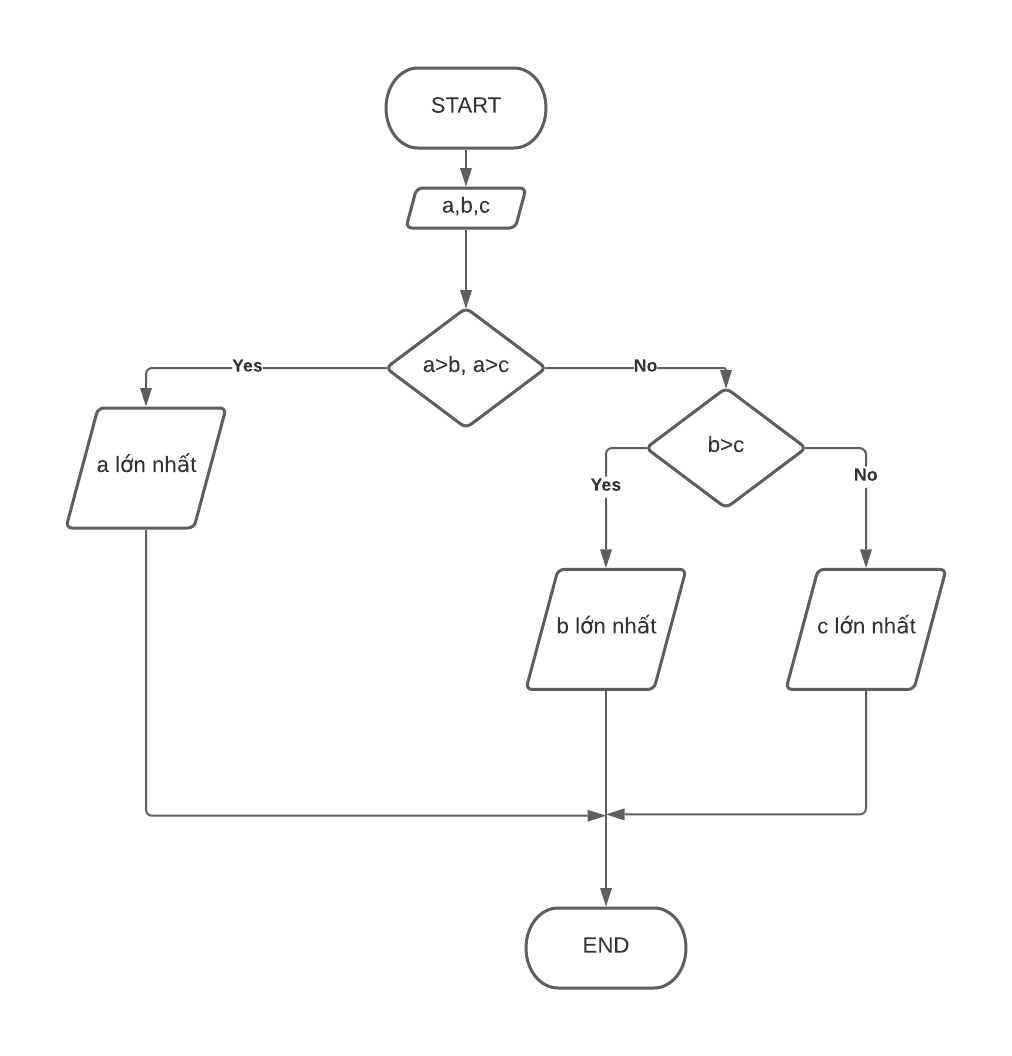 START
a,b,c
a>b, a>c
Yes
No
a lớn nhất
b>c
Yes
No
b lớn nhất
c lớn nhất
END